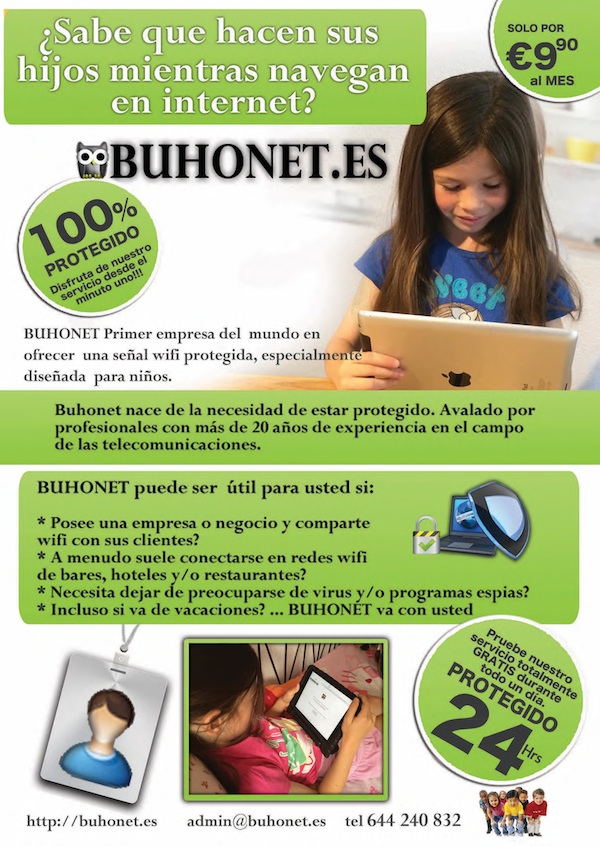 ¿Sabe que hacen sus
hijos mientras navegan
en internet?
SOLO POR
€9,90
al MES
BUHONET.ES
100%
PROTEGIDO
Disfruta de nuestro
servicio desde el
minuto uno!!!
BUHONET Primer empresa del mundo en
ofrecer una señal wifi protegida, especialmente
diseñada para niños.
Buhonet nace de la necesidad de estar protegido. Avalado por
profesionales con más de 20 años de experiencia en el campo
de las telecomunicaciones.
BUHONET puede ser útil para usted si:
* Posee una empresa o negocio y comparte
wifi con sus clientes?
* A menudo suele conectarse en redes wifi
de bares, hoteles y/o restaurantes?
* Necesita dejar de preocuparse de virus y/o programas espias?
* Incluso si va de vacaciones? ... BUHONET va con usted
Pruebe nuestro
servicio totalmente
GRATIS durante
todo un día.
PROTEGIDO
24Hrs
http://buhonet.es admin@buhonet.es tel 644 240 832